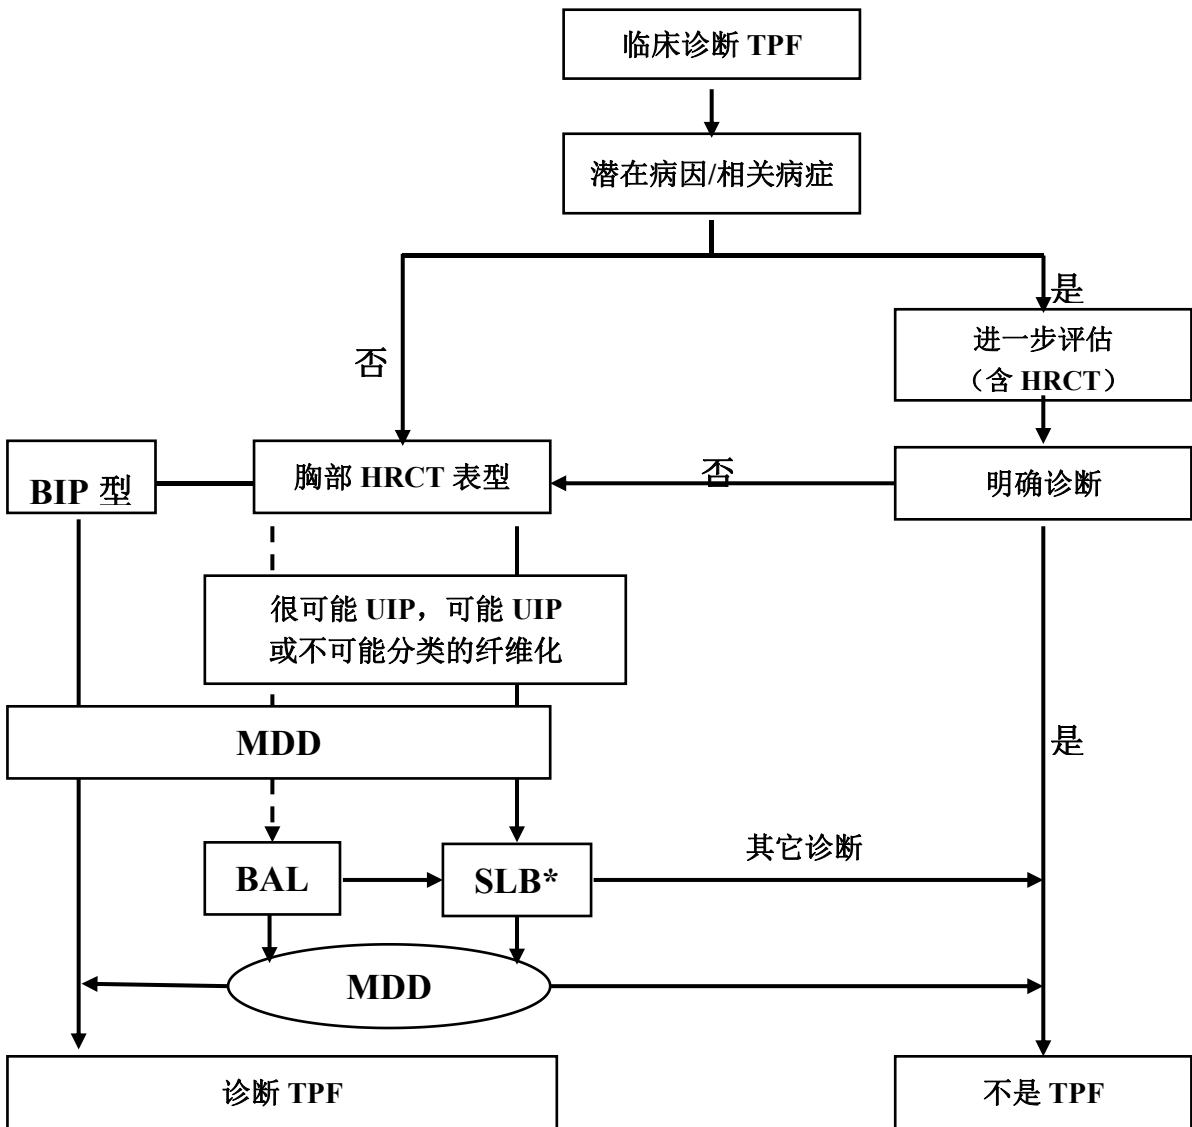 临床诊断 TPF
潜在病因/相关病症
是
进一步评估
（含 HRCT）
否
BIP 型
胸部 HRCT 表型
否
明确诊断
很可能 UIP，可能 UIP
或不可能分类的纤维化
MDD
是
BAL
SLB*
其它诊断
MDD
诊断 TPF
不是 TPF